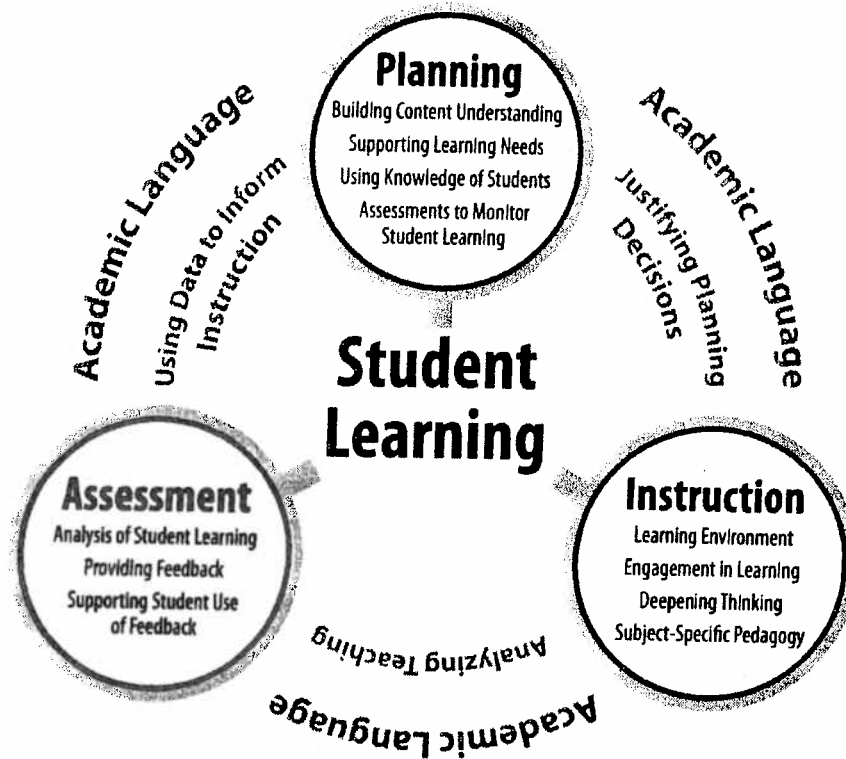 Planning
Building Content Understanding
Supporting Learning Needs
Using Knowledge of Students
Assessments to Monitor
Student Learning
Academic Language
Using Data to Inform
Instruction
Academic Language
Justifying Planning
Decisions
Student
Learning
Assessment
Analysis of Student Learning
Providing Feedback
Supporting Student Use
of Feedback
Instruction
Learning Environment
Engagement in Learning
Deepening Thinking
Subject-Specific Pedagogy
Analyzing Teaching
Academic Language